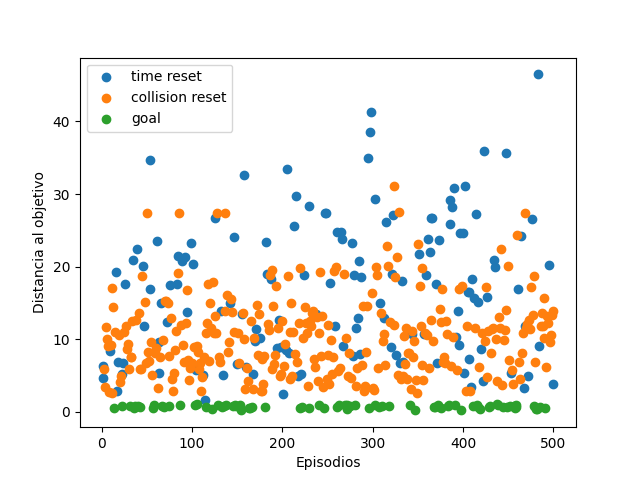 time reset
collision reset
goal
40
30
20
10
0
Distancia al objetivo
0 100 200 300 400 500
Episodios